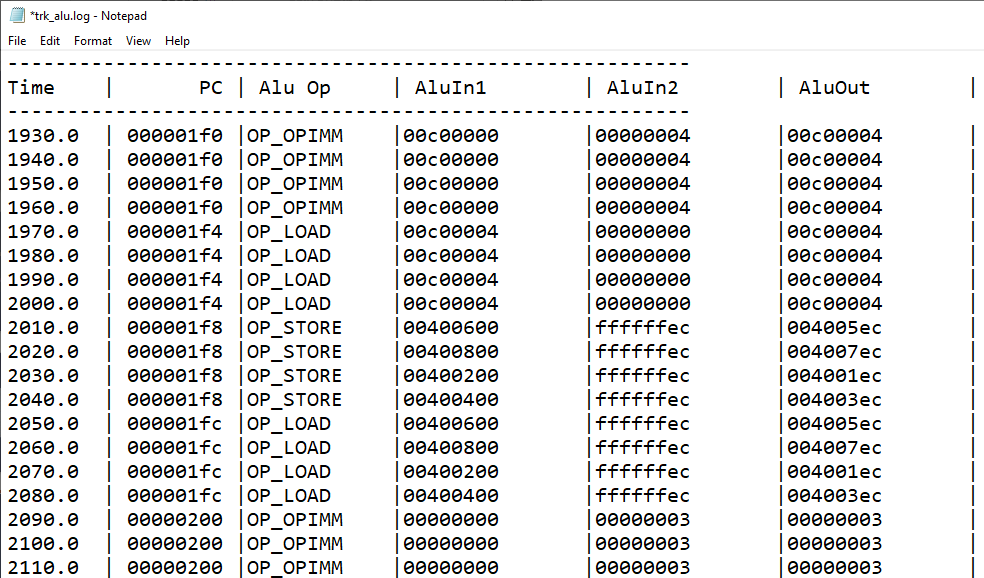 *trk_alu.log - Notepad
File Edit Format View Help
---------------------------------------------------------
Time | PC | Alu Op | AluIn1 | AluIn2 | AluOut |
---------------------------------------------------------
1930.0 | 000001f0 |OP_OPIMM |00c00000 |00000004 |00c00004 |
1940.0 | 000001f0 |OP_OPIMM |00c00000 |00000004 |00c00004 |
1950.0 | 000001f0 |OP_OPIMM |00c00000 |00000004 |00c00004 |
1960.0 | 000001f0 |OP_OPIMM |00c00000 |00000004 |00c00004 |
1970.0 | 000001f4 |OP_LOAD |00c00004 |00000000 |00c00004 |
1980.0 | 000001f4 |OP_LOAD |00c00004 |00000000 |00c00004 |
1990.0 | 000001f4 |OP_LOAD |00c00004 |00000000 |00c00004 |
2000.0 | 000001f4 |OP_LOAD |00c00004 |00000000 |00c00004 |
2010.0 | 000001f8 |OP_STORE |00400600 |ffffffec |004005ec |
2020.0 | 000001f8 |OP_STORE |00400800 |ffffffec |004007ec |
2030.0 | 000001f8 |OP_STORE |00400200 |ffffffec |004001ec |
2040.0 | 000001f8 |OP_STORE |00400400 |ffffffec |004003ec |
2050.0 | 000001fc |OP_LOAD |00400600 |ffffffec |004005ec |
2060.0 | 000001fc |OP_LOAD |00400800 |ffffffec |004007ec |
2070.0 | 000001fc |OP_LOAD |00400200 |ffffffec |004001ec |
2080.0 | 000001fc |OP_LOAD |00400400 |ffffffec |004003ec |
2090.0 | 00000200 |OP_OPIMM |00000000 |00000003 |00000003 |
2100.0 | 00000200 |OP_OPIMM |00000000 |00000003 |00000003 |
2110.0 | 00000200 |OP_OPIMM |00000000 |00000003 |00000003 |